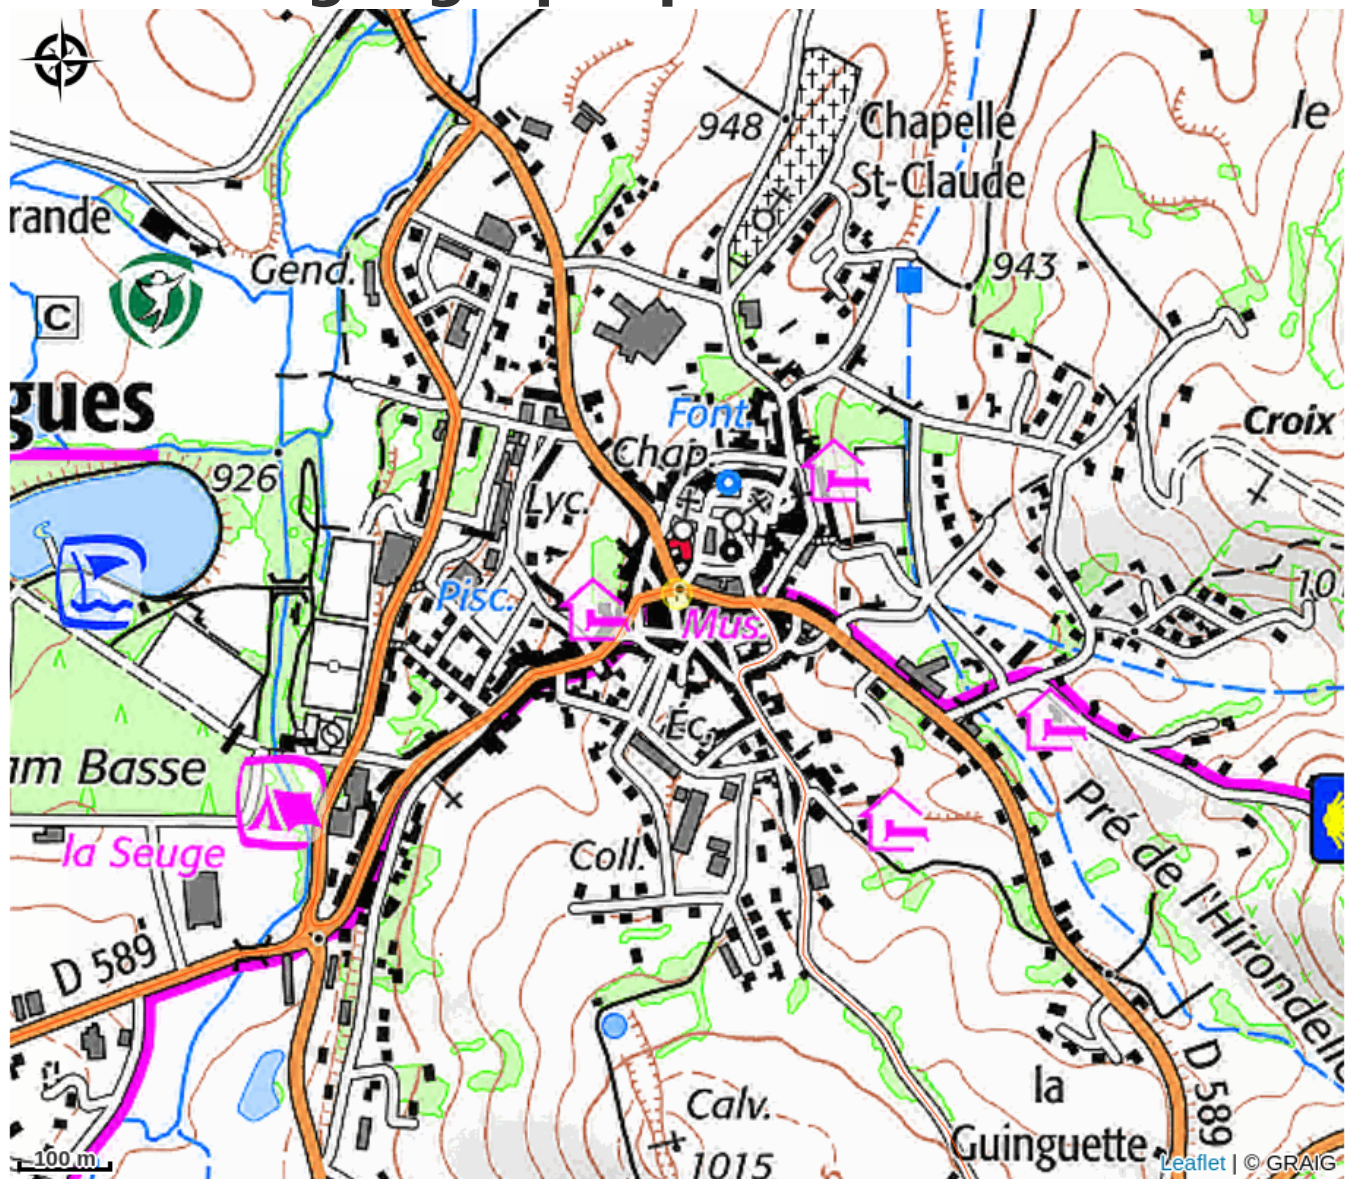 948
Chapelle
St-Claude
le
rande
Gend.
943
C
gues
Font.
Croix
Chap.
926
Lyc.
10
Pisc.
Mus.
Éc.
am Basse
la Seuge
Coll.
Pré de l'Hirondelle
D 589
D 589
la
Guinguette
Calv.
1015
100 m
Leaflet | © GRAIG